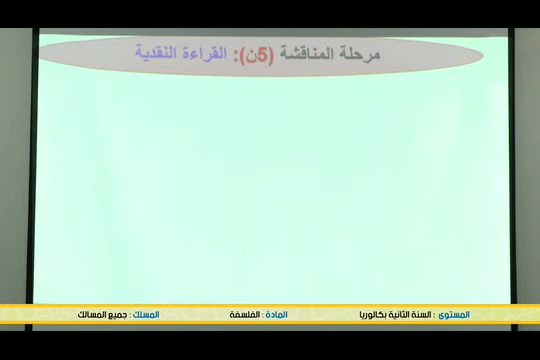 مرحلة المناقشة (5ن): القراءة النقدية
المستوى : السنة الثانية بكالوريا المادة : الفلسفة المسلك : جميع المسالك